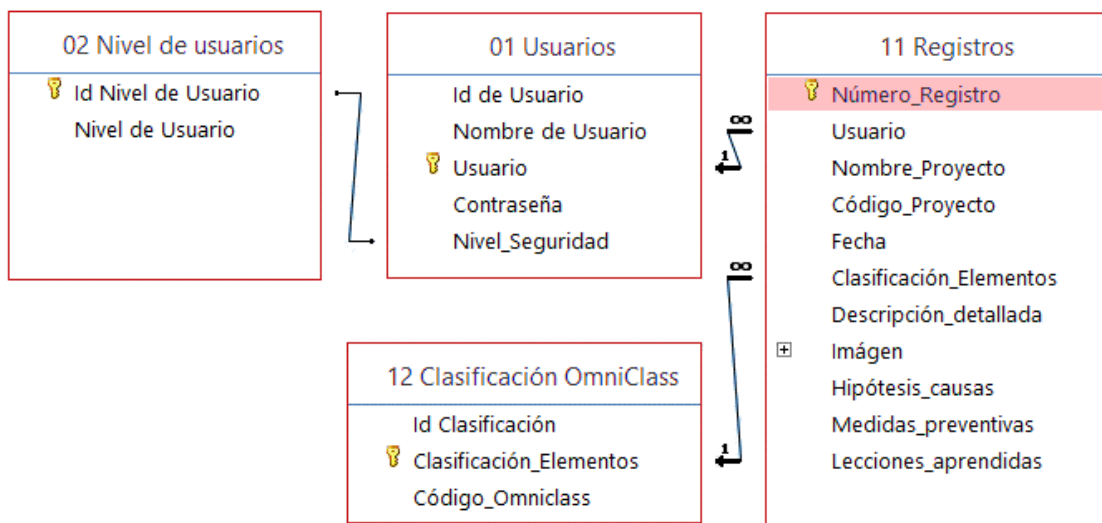 02 Nivel de usuarios
Id Nivel de Usuario
Nivel de Usuario
01 Usuarios
Id de Usuario
Nombre de Usuario
Usuario
Contraseña
Nivel_Seguridad
11 Registros
Número_Registro
Usuario
Nombre_Proyecto
Código_Proyecto
Fecha
Clasificación_Elementos
Descripción_detallada
Imágen
Hipótesis_causas
Medidas_preventivas
Lecciones_aprendidas
∞
1
∞
1
12 Clasificación OmniClass
Id Clasificación
Clasificación_Elementos
Código_Omniclass